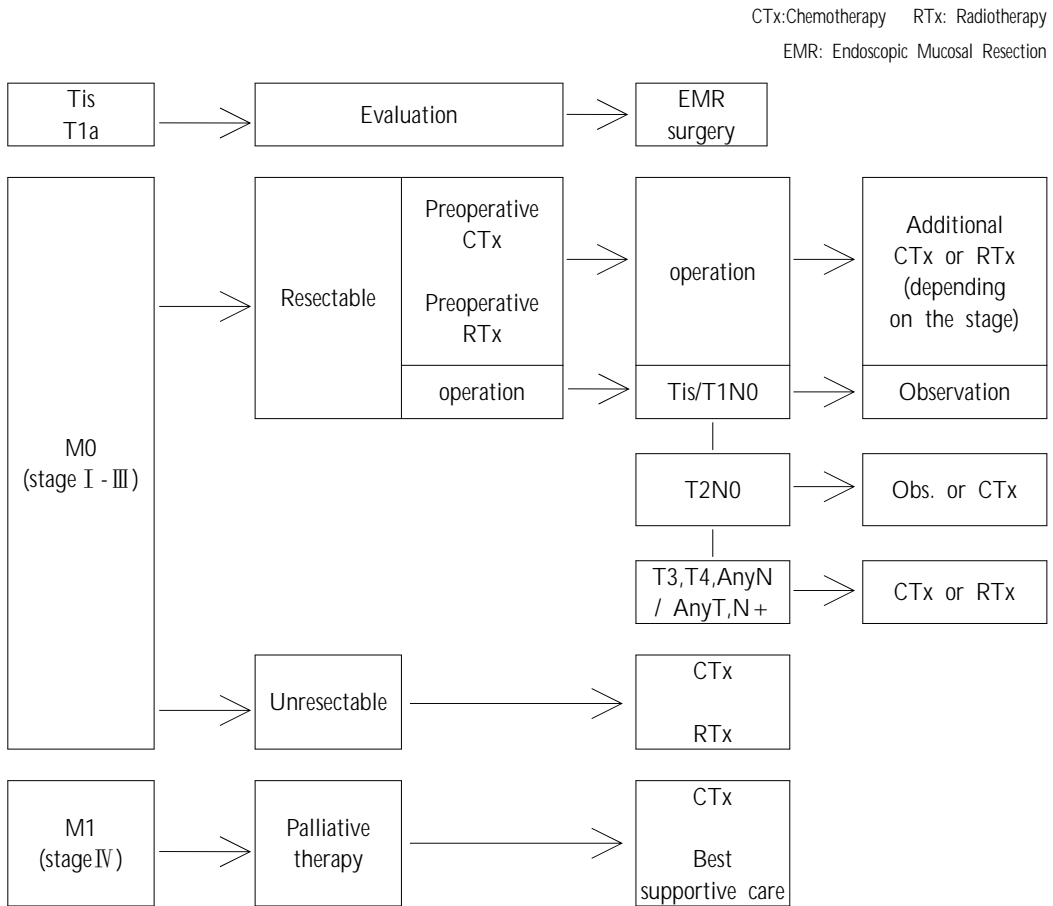 CTx:Chemotherapy RTx: Radiotherapy
EMR: Endoscopic Mucosal Resection
Tis
T1a
Evaluation
EMR
surgery
M0
(stage Ⅰ - Ⅲ)
Resectable
Preoperative
CTx
Preoperative
RTx
operation
Additional
CTx or RTx
(depending
on the stage)
operation
Tis/T1N0
Observation
T2N0
Obs. or CTx
T3,T4,AnyN
/ AnyT,N+
CTx or RTx
Unresectable
CTx
RTx
M1
(stage Ⅳ)
Palliative
therapy
CTx
Best
supportive care